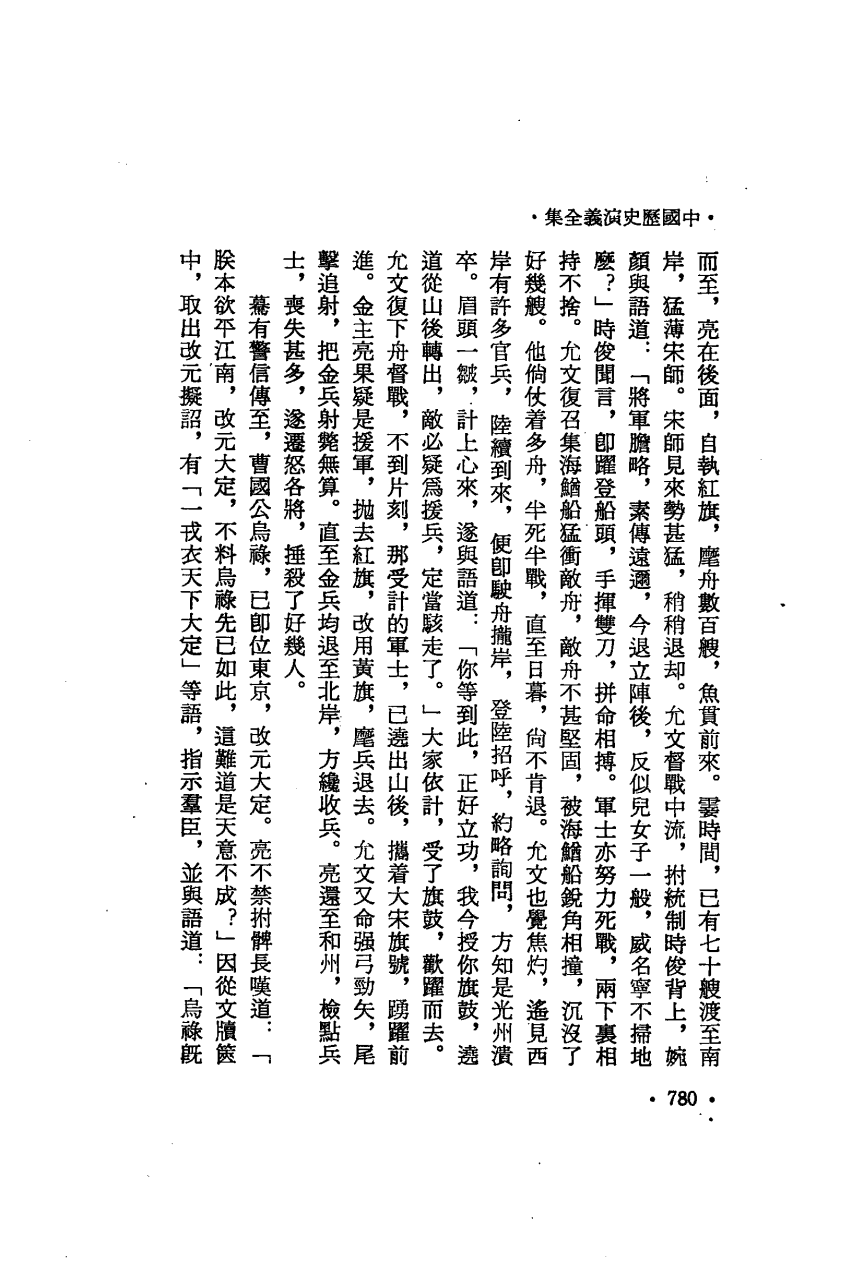 •中國歷史演義全集•
而至，亮在後面，自執紅旗，麾舟數百艘，魚貫前來。霎時間，已有七十艘渡至南
岸，猛薄宋師。宋師見來勢甚猛，稍稍退却。允文督戰中流，拊統制時俊背上，婉
顏與語道：「將軍膽略，素傳遠邇，今退立陣後，反似兒女子一般，威名寧不掃地
麼？」時俊聞言，卽躍登船頭，手揮雙刀，拼命相搏。軍士亦努力死戰，兩下裏相
持不捨。允文復召集海鰌船猛衝敵舟，敵舟不甚堅固，被海鰌船銳角相撞，沉沒了
好幾艘。他倘仗着多舟，半死半戰，直至日暮，尙不肯退。允文也覺焦灼，遙見西
岸有許多官兵，陸續到來，便卽駛舟攏岸，登陸招呼，約略詢問，方知是光州潰
卒。眉頭一皺，計上心來，遂與語道：「你等到此，正好立功，我今授你旗鼓，遶
道從山後轉出，敵必疑爲援兵，定當駭走了。」大家依計，受了旗鼓，歡躍而去。
允文復下舟督戰，不到片刻，那受計的軍士，已遶出山後，攜着大宋旗號，踴躍前
進。金主亮果疑是援軍，拋去紅旗，改用黃旗，麾兵退去。允文又命强弓勁矢，尾
擊追射，把金兵射斃無算。直至金兵均退至北岸，方纔收兵。亮還至和州，檢點兵
士，喪失甚多，遂遷怒各將，捶殺了好幾人。
驀有警信傳至，曹國公烏祿，已卽位東京，改元大定。亮不禁拊髀長嘆道：「
朕本欲平江南，改元大定，不料烏祿先已如此，這難道是天意不成？」因從文牘篋
中，取出改元擬詔，有「一戎衣天下大定」等語，指示羣臣，並與語道：「烏祿旣
•780•